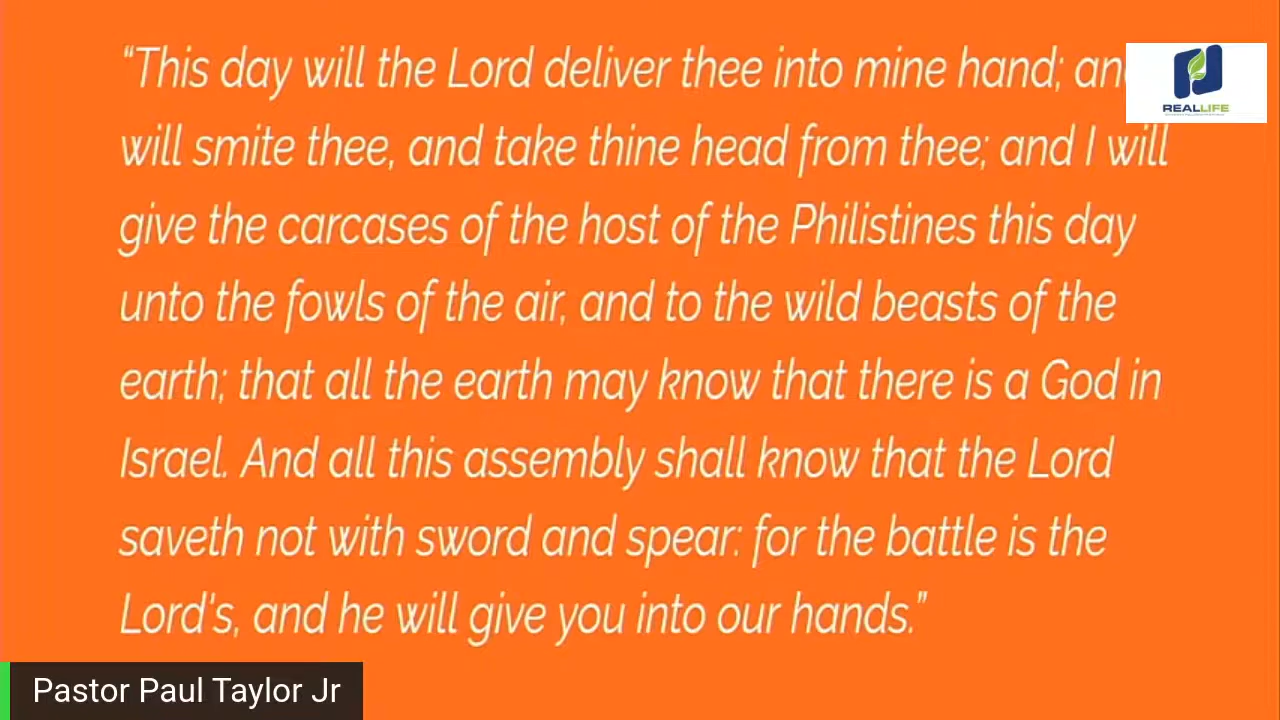 “This day will the Lord deliver thee into mine hand; and
will smite thee, and take thine head from thee; and I will
give the carcases of the host of the Philistines this day
unto the fowls of the air, and to the wild beasts of the
earth; that all the earth may know that there is a God in
Israel. And all this assembly shall know that the Lord
saveth not with sword and spear: for the battle is the
Lord's, and he will give you into our hands.”
REALLIFE
Pastor Paul Taylor Jr